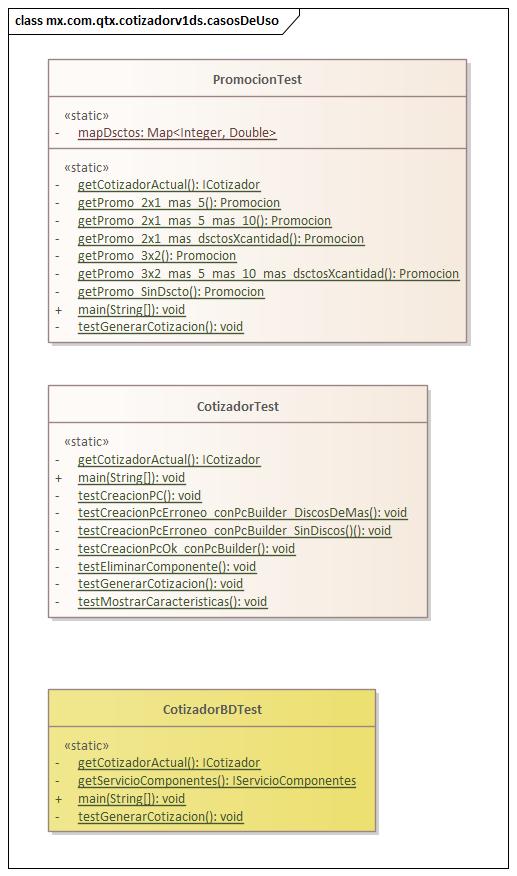 class mx.com.qtx.cotizadorv1ds.casosDeUso
PromocionTest
«static»
- mapDsctos: Map<Integer, Double>
«static»
- getCotizadorActual(): ICotizador
- getPromo_2x1_mas_5(): Promocion
- getPromo_2x1_mas_5_mas_10(): Promocion
- getPromo_2x1_mas_dsctosXcantidad(): Promocion
- getPromo_3x2(): Promocion
- getPromo_3x2_mas_5_mas_10_mas_dsctosXcantidad(): Promocion
- getPromo_SinDscto(): Promocion
+ main(String[]): void
- testGenerarCotizacion(): void
CotizadorTest
«static»
- getCotizadorActual(): ICotizador
+ main(String[]): void
- testCreacionPC(): void
- testCreacionPcErroneo_conPcBuilder_DiscosDeMas(): void
- testCreacionPcErroneo_conPcBuilder_SinDiscos()(): void
- testCreacionPcOk_conPcBuilder(): void
- testEliminarComponente(): void
- testGenerarCotizacion(): void
- testMostrarCaracteristicas(): void
CotizadorBDTest
«static»
- getCotizadorActual(): ICotizador
- getServicioComponentes(): IServicioComponentes
+ main(String[]): void
- testGenerarCotizacion(): void